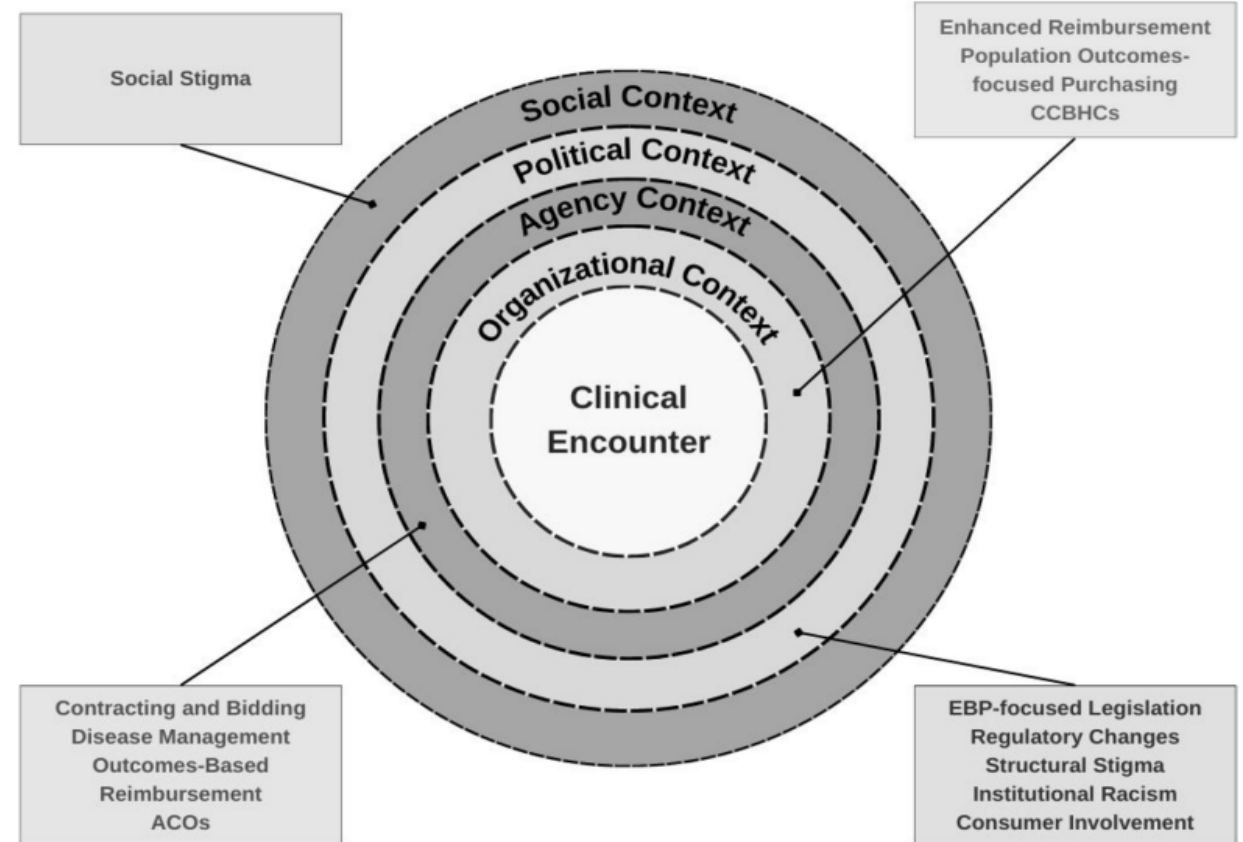 Social Stigma
Enhanced Reimbursement
Population Outcomes-
focused Purchasing
CCBHCs
Social Context
Political Context
Agency Context
Organizational Context
Clinical
Encounter
Contracting and Bidding
Disease Management
Outcomes-Based
Reimbursement
ACOs
EBP-focused Legislation
Regulatory Changes
Structural Stigma
Institutional Racism
Consumer Involvement